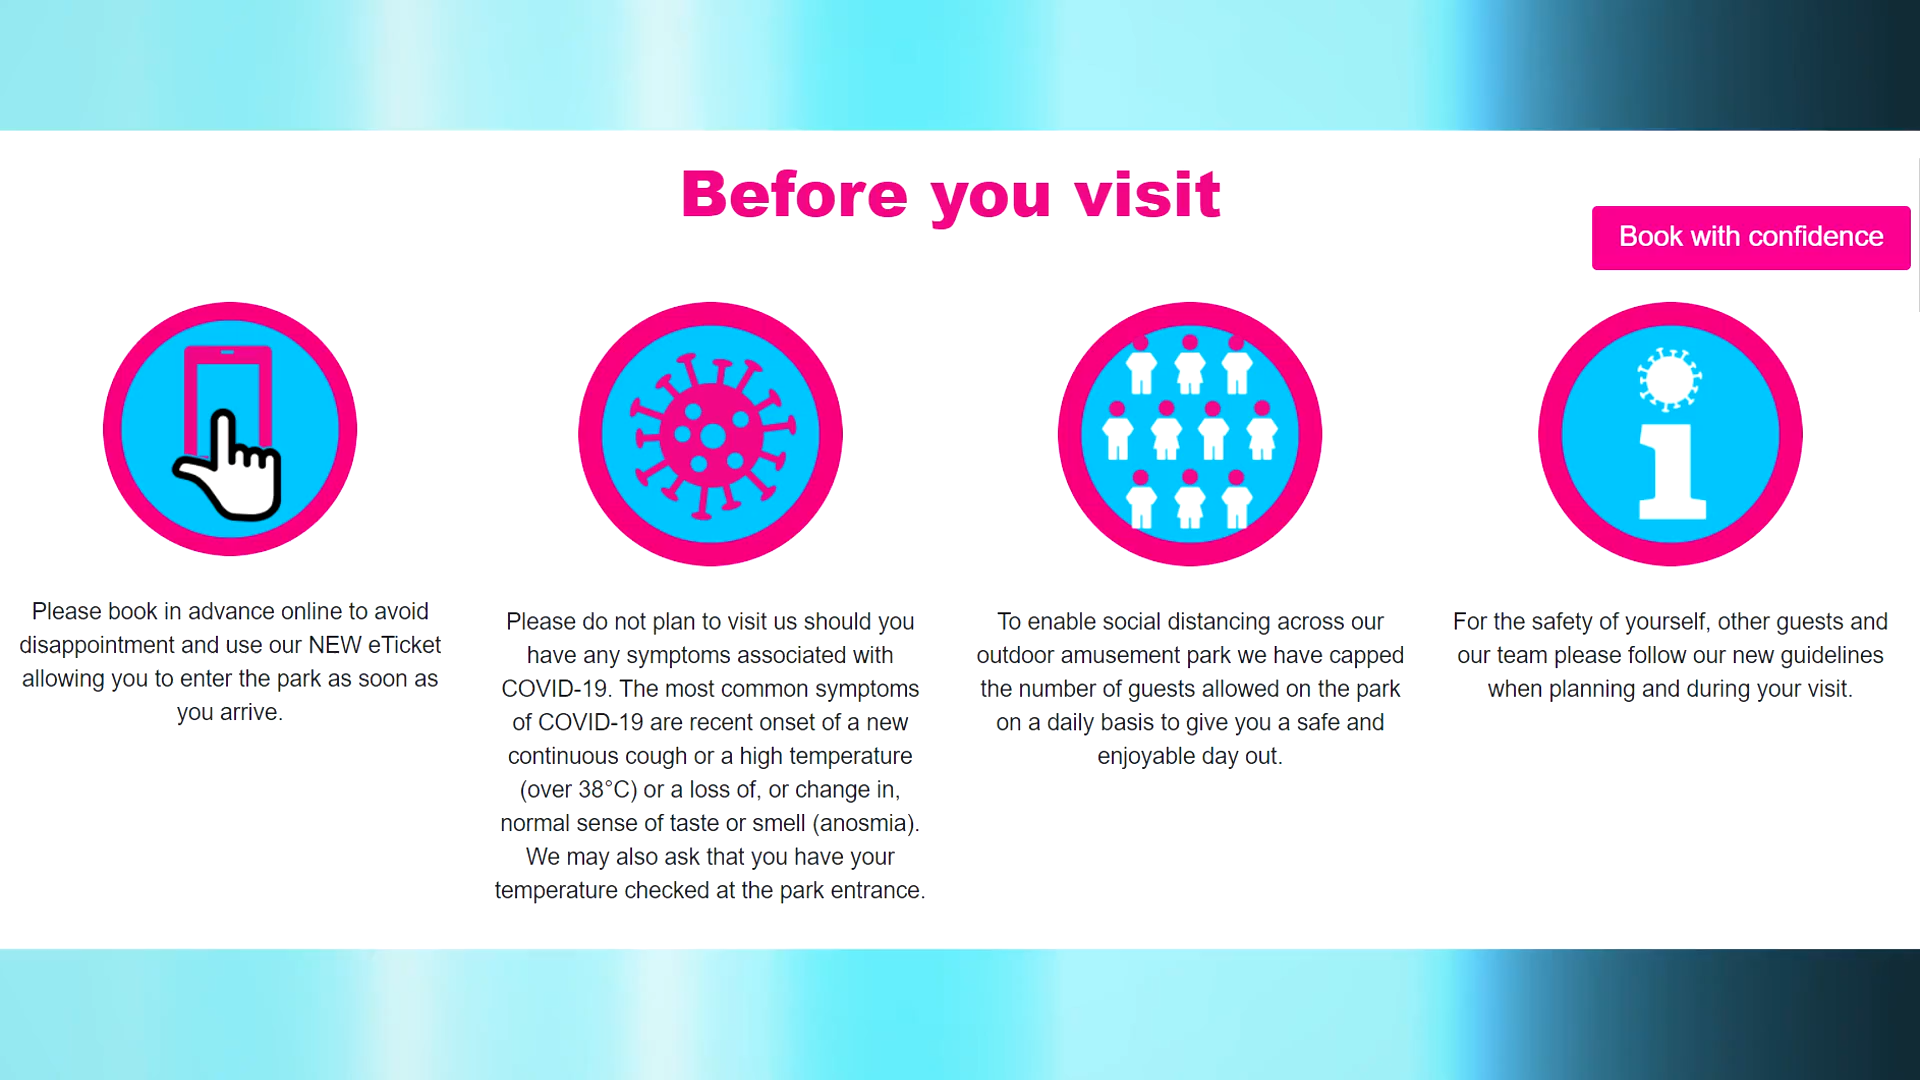 Before you visit
Book with confidence
Please book in advance online to avoid
disappointment and use our NEW eTicket
allowing you to enter the park as soon as
you arrive.
Please do not plan to visit us should you
have any symptoms associated with
COVID-19. The most common symptoms
of COVID-19 are recent onset of a new
continuous cough or a high temperature
(over 38°C) or a loss of, or change in,
normal sense of taste or smell (anosmia).
We may also ask that you have your
temperature checked at the park entrance.
To enable social distancing across our
outdoor amusement park we have capped
the number of guests allowed on the park
on a daily basis to give you a safe and
enjoyable day out.
For the safety of yourself, other guests and
our team please follow our new guidelines
when planning and during your visit.